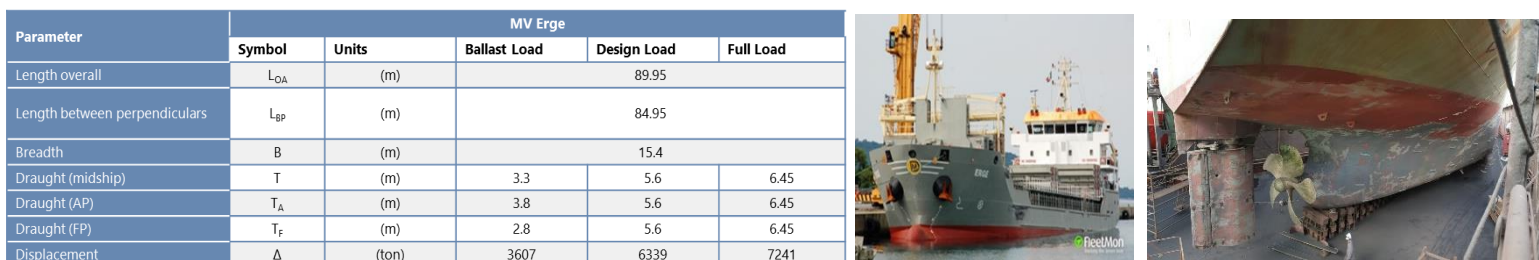 Parameter MV Erge
Symbol Units Ballast Load Design Load Full Load
Length overall LOA (m) 89.95
Length between perpendiculars LBP (m) 84.95
Breadth B (m) 15.4
Draught (midship) T (m) 3.3 5.6 6.45
Draught (AP) TA (m) 3.8 5.6 6.45
Draught (FP) TF (m) 2.8 5.6 6.45
Displacement Δ (ton) 3607 6339 7241
ERGE
FleetMon